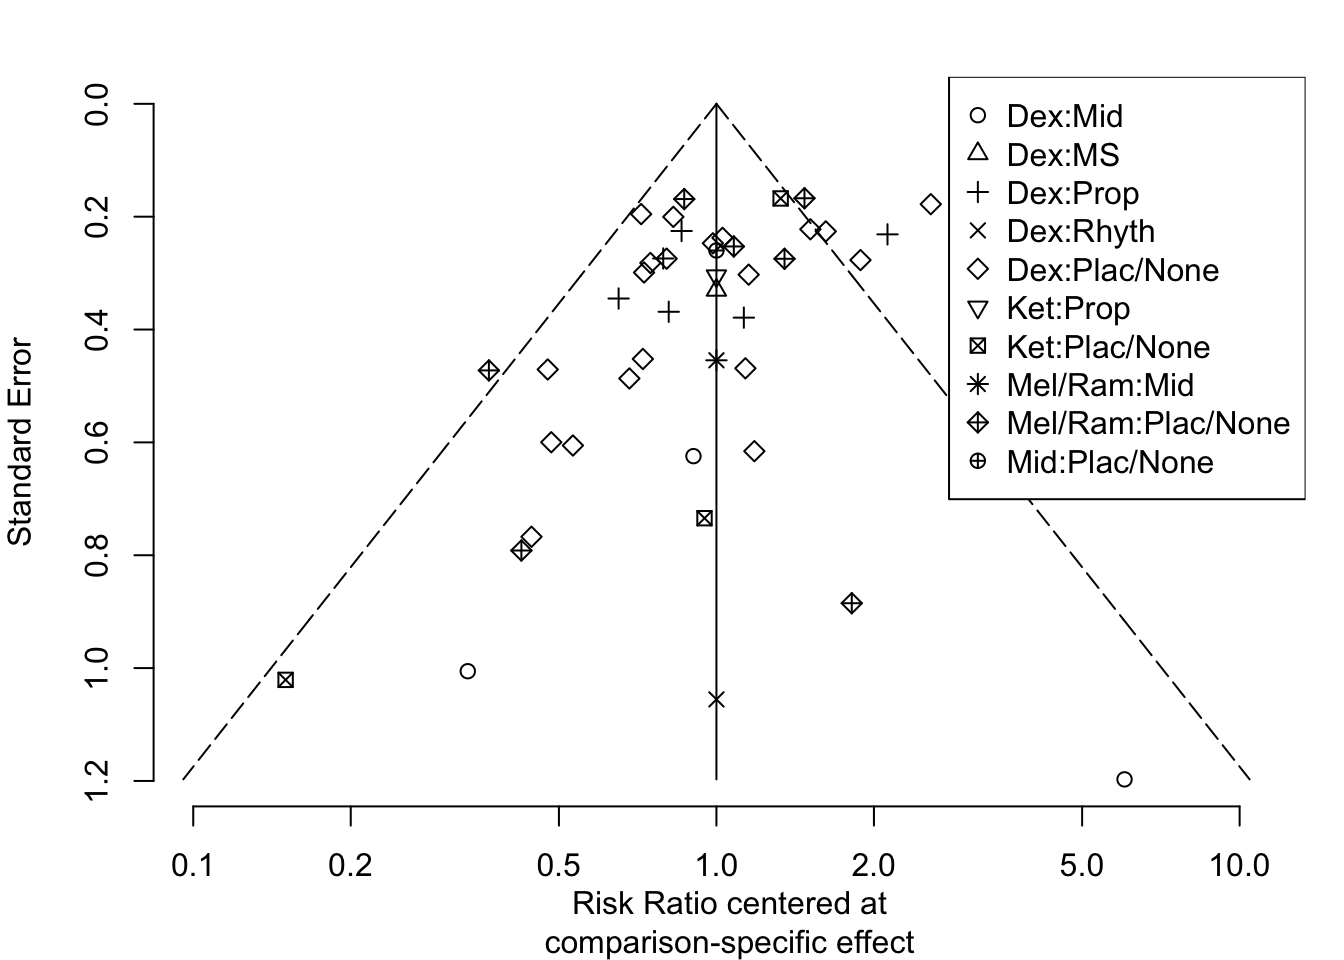 0.0
0.2
0.4
0.6
0.8
1.0
1.2
Standard Error
Dex:Mid
Dex:MS
Dex:Prop
Dex:Rhyth
Dex:Plac/None
Ket:Prop
Ket:Plac/None
Mel/Ram:Mid
Mel/Ram:Plac/None
Mid:Plac/None
0.1 0.2 0.5 1.0 2.0 5.0 10.0
Risk Ratio centered at
comparison-specific effect